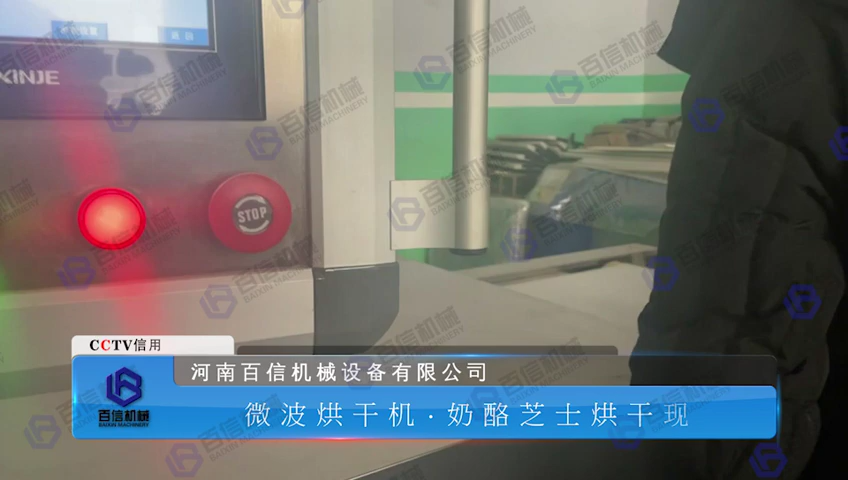 返回
XINJE
STOP
CCTV信用
河南百信机械设备有限公司
百信机械
BAIXIN MACHINERY
微波烘干机·奶酪芝士烘干现